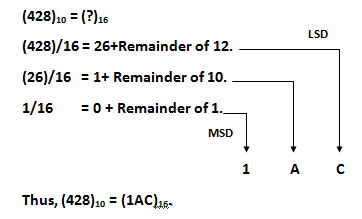 (428)₁₀ = (?)₁₆
LSD
(428)/16 = 26+Remainder of 12.
(26)/16 = 1+ Remainder of 10.
1/16 = 0 + Remainder of 1.
MSD
1 A C
Thus, (428)₁₀ = (1AC)₁₆.